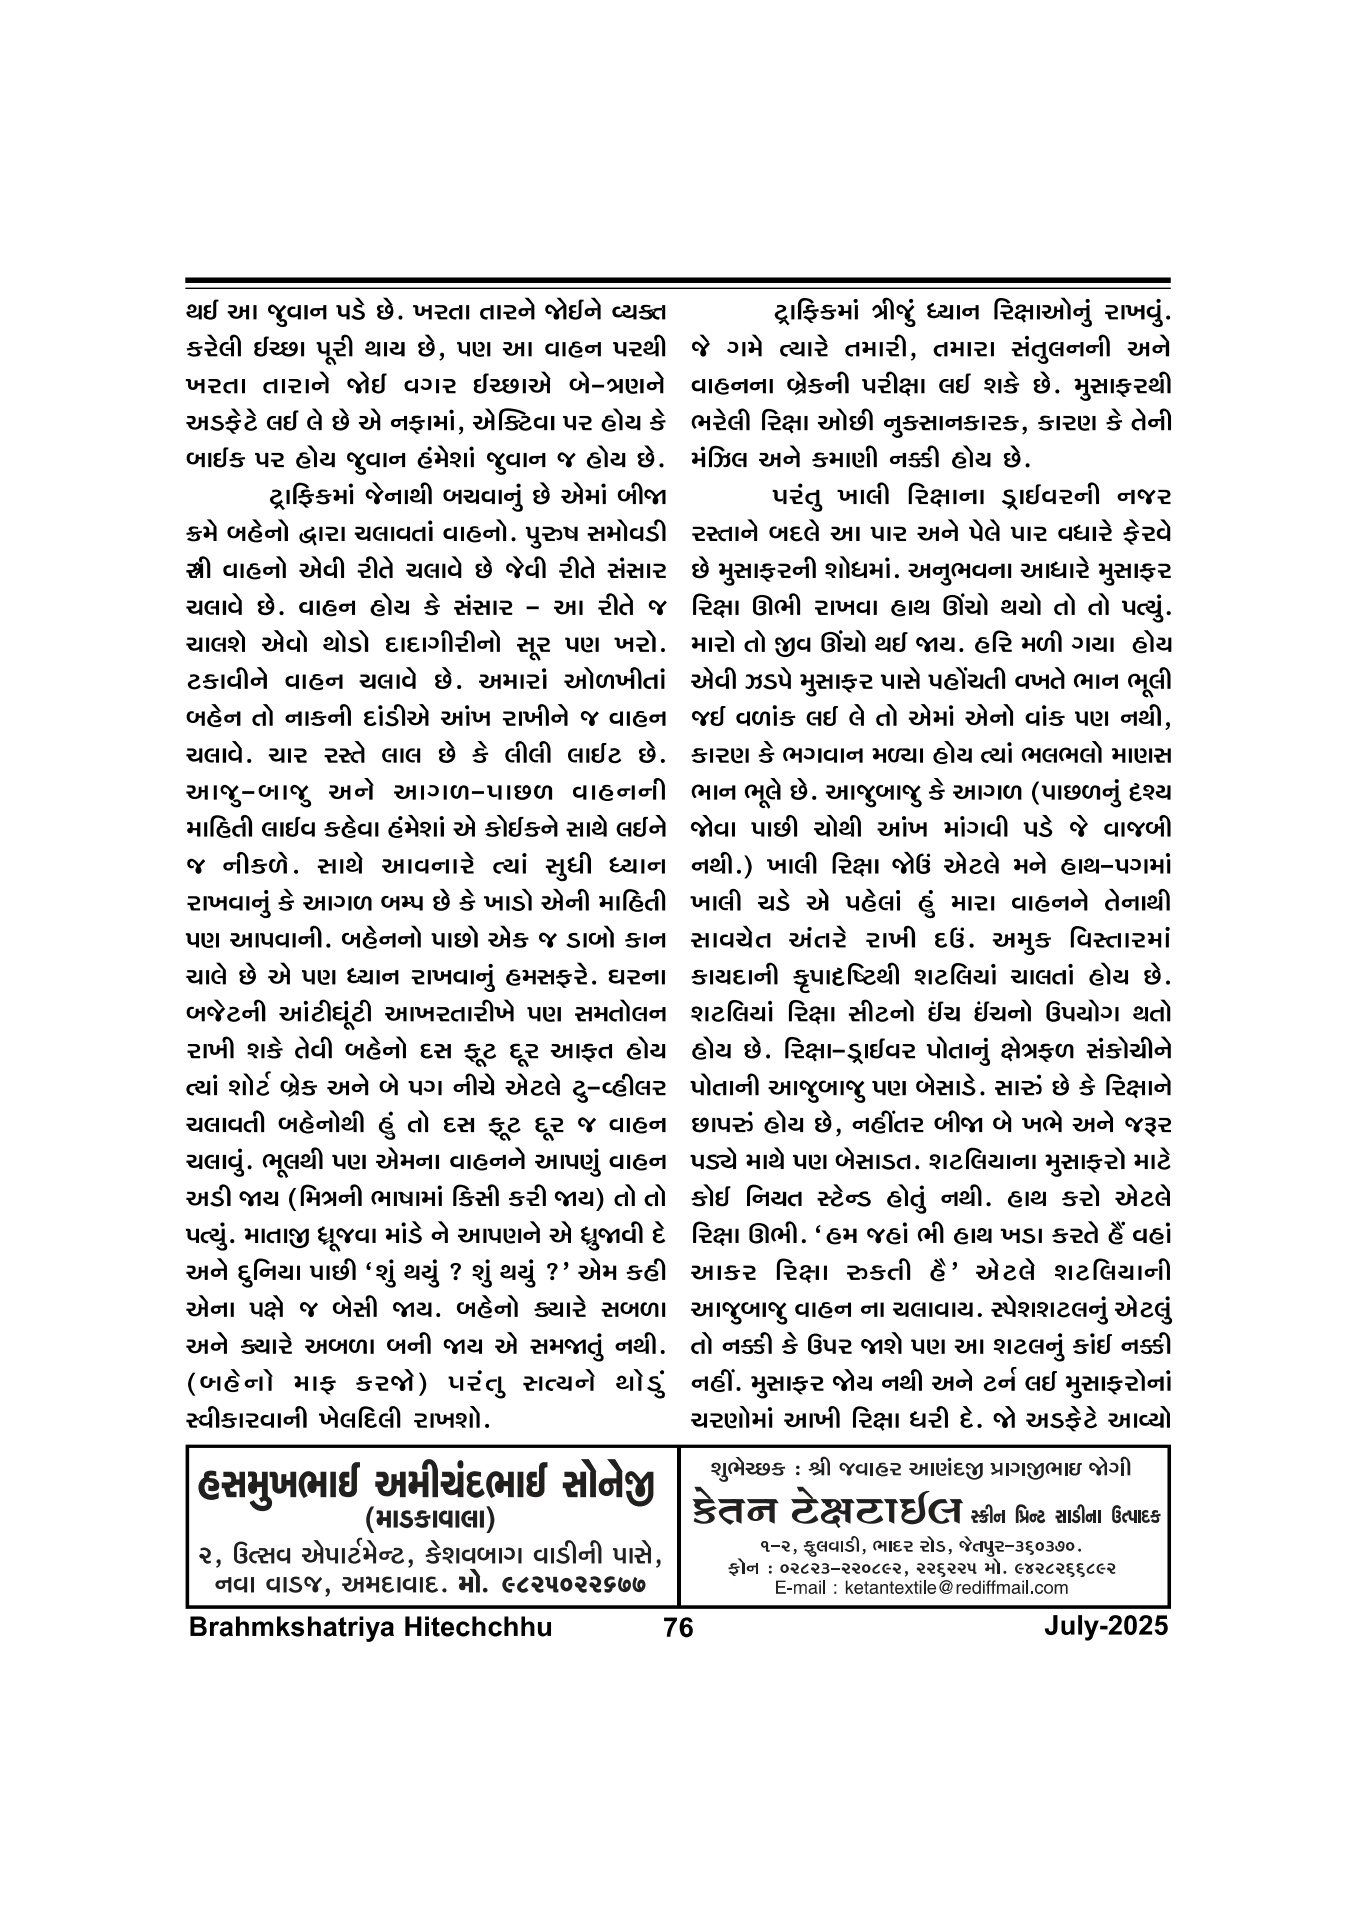 થઈ આ જુવાન પડે છે. ખરતા તારને જોઈને વ્યક્ત
કરેલી ઈચ્છા પૂરી થાય છે, પણ આ વાહન પરથી
ખરતા તારાને જોઈ વગર ઈચ્છાએ બે-ત્રણને
અડફેટે લઈ લે છે એ નફામાં, એક્ટિવા પર હોય કે
બાઈક પર હોય જુવાન હંમેશાં જુવાન જ હોય છે.
ટ્રાફિકમાં જેનાથી બચવાનું છે એમાં બીજા
ક્રમે બહેનો દ્વારા ચલાવતાં વાહનો. પુરુષ સમોવડી
સ્ત્રી વાહનો એવી રીતે ચલાવે છે જેવી રીતે સંસાર
ચલાવે છે. વાહન હોય કે સંસાર – આ રીતે જ
ચાલશે એવો થોડો દાદાગીરીનો સૂર પણ ખરો.
ટકાવીને વાહન ચલાવે છે. અમારાં ઓળખીતાં
બહેન તો નાકની દાંડીએ આંખ રાખીને જ વાહન
ચલાવે. ચાર રસ્તે લાલ છે કે લીલી લાઈટ છે.
આજુ-બાજુ અને આગળ-પાછળ વાહનની
માહિતી લાઈવ કહેવા હંમેશાં એ કોઈકને સાથે લઈને
જ નીકળે. સાથે આવનારે ત્યાં સુધી ધ્યાન
રાખવાનું કે આગળ બમ્પ છે કે ખાડો એની માહિતી
પણ આપવાની. બહેનનો પાછો એક જ ડાબો કાન
ચાલે છે એ પણ ધ્યાન રાખવાનું હમસફરે. ઘરના
બજેટની આંટીઘૂંટી આખરતારીખે પણ સમતોલન
રાખી શકે તેવી બહેનો દસ ફૂટ દૂર આફત હોય
ત્યાં શોર્ટ બ્રેક અને બે પગ નીચે એટલે ટુ-વ્હીલર
ચલાવતી બહેનોથી હું તો દસ ફૂટ દૂર જ વાહન
ચલાવું. ભૂલથી પણ એમના વાહનને આપણું વાહન
અડી જાય (મિત્રની ભાષામાં કિસી કરી જાય) તો તો
પત્યું. માતાજી ધ્રૂજવા માંડે ને આપણને એ ધ્રુજાવી દે
અને દુનિયા પાછી ‘શું થયું ? શું થયું ?’ એમ કહી
એના પક્ષે જ બેસી જાય. બહેનો ક્યારે સબળા
અને ક્યારે અબળા બની જાય એ સમજાતું નથી.
(બહેનો માફ કરજો) પરંતુ સત્યને થોડું
સ્વીકારવાની ખેલદિલી રાખશો.
ટ્રાફિકમાં ત્રીજું ધ્યાન રિક્ષાઓનું રાખવું.
જે ગમે ત્યારે તમારી, તમારા સંતુલનની અને
વાહનના બ્રેકની પરીક્ષા લઈ શકે છે. મુસાફરથી
ભરેલી રિક્ષા ઓછી નુક્સાનકારક, કારણ કે તેની
મંઝિલ અને કમાણી નક્કી હોય છે.
પરંતુ ખાલી રિક્ષાના ડ્રાઈવરની નજર
રસ્તાને બદલે આ પાર અને પેલે પાર વધારે ફેરવે
છે મુસાફરની શોધમાં. અનુભવના આધારે મુસાફર
રિક્ષા ઊભી રાખવા હાથ ઊંચો થયો તો તો પત્યું.
મારો તો જીવ ઊંચો થઈ જાય. હરિ મળી ગયા હોય
એવી ઝડપે મુસાફર પાસે પહોંચતી વખતે ભાન ભૂલી
જઈ વળાંક લઈ લે તો એમાં એનો વાંક પણ નથી,
કારણ કે ભગવાન મળ્યા હોય ત્યાં ભલભલો માણસ
ભાન ભૂલે છે. આજુબાજુ કે આગળ (પાછળનું દૃશ્ય
જોવા પાછી ચોથી આંખ માંગવી પડે જે વાજબી
નથી.) ખાલી રિક્ષા જોઉં એટલે મને હાથ-પગમાં
ખાલી ચડે એ પહેલાં હું મારા વાહનને તેનાથી
સાવચેત અંતરે રાખી દઉં. અમુક વિસ્તારમાં
કાયદાની કૃપાદૃષ્ટિથી શટલિયાં ચાલતાં હોય છે.
શટલિયાં રિક્ષા સીટનો ઈંચ ઈંચનો ઉપયોગ થતો
હોય છે. રિક્ષા-ડ્રાઈવર પોતાનું ક્ષેત્રફળ સંકોચીને
પોતાની આજુબાજુ પણ બેસાડે. સારું છે કે રિક્ષાને
છાપરું હોય છે, નહીંતર બીજા બે ખભે અને જરૂર
પડ્યે માથે પણ બેસાડત. શટલિયાના મુસાફરો માટે
કોઈ નિયત સ્ટેન્ડ હોતું નથી. હાથ કરો એટલે
રિક્ષા ઊભી. ‘હમ જહાં ભી હાથ ખડા કરતે હૈં વહાં
આકર રિક્ષા રુકતી હૈ’ એટલે શટલિયાની
આજુબાજુ વાહન ના ચલાવાય. સ્પેશશટલનું એટલું
તો નક્કી કે ઉપર જાશે પણ આ શટલનું કાંઈ નક્કી
નહીં. મુસાફર જોય નથી અને ટર્ન લઈ મુસાફરોનાં
ચરણોમાં આખી રિક્ષા ધરી દે. જો અડફેટે આવ્યો
હસમુખભાઈ અમીચંદભાઈ સોનેજી
(માડકાવાલા)
૨, ઉત્સવ એપાર્ટમેન્ટ, કેશવબાગ વાડીની પાસે,
નવા વાડજ, અમદાવાદ. મો. ૯૮૨૫૦૨૨૬૭૭
શુભેચ્છક : શ્રી જવાહર આણંદજી પ્રાગજીભાઇ જોગી
કેતન ટેક્ષટાઈલ સ્ક્રીન પ્રિન્ટ સાડીના ઉત્પાદક
૧-૨, ફુલવાડી, ભાદર રોડ, જેતપુર-૩૬૦૩૭૦.
ફોન : ૦૨૮૨૩-૨૨૦૮૯૨, ૨૨૬૨૨૫ મો. ૯૪૨૮૨૬૬૮૯૨
E-mail : ketantextile@rediffmail.com
Brahmkshatriya Hitechchhu 76 July-2025